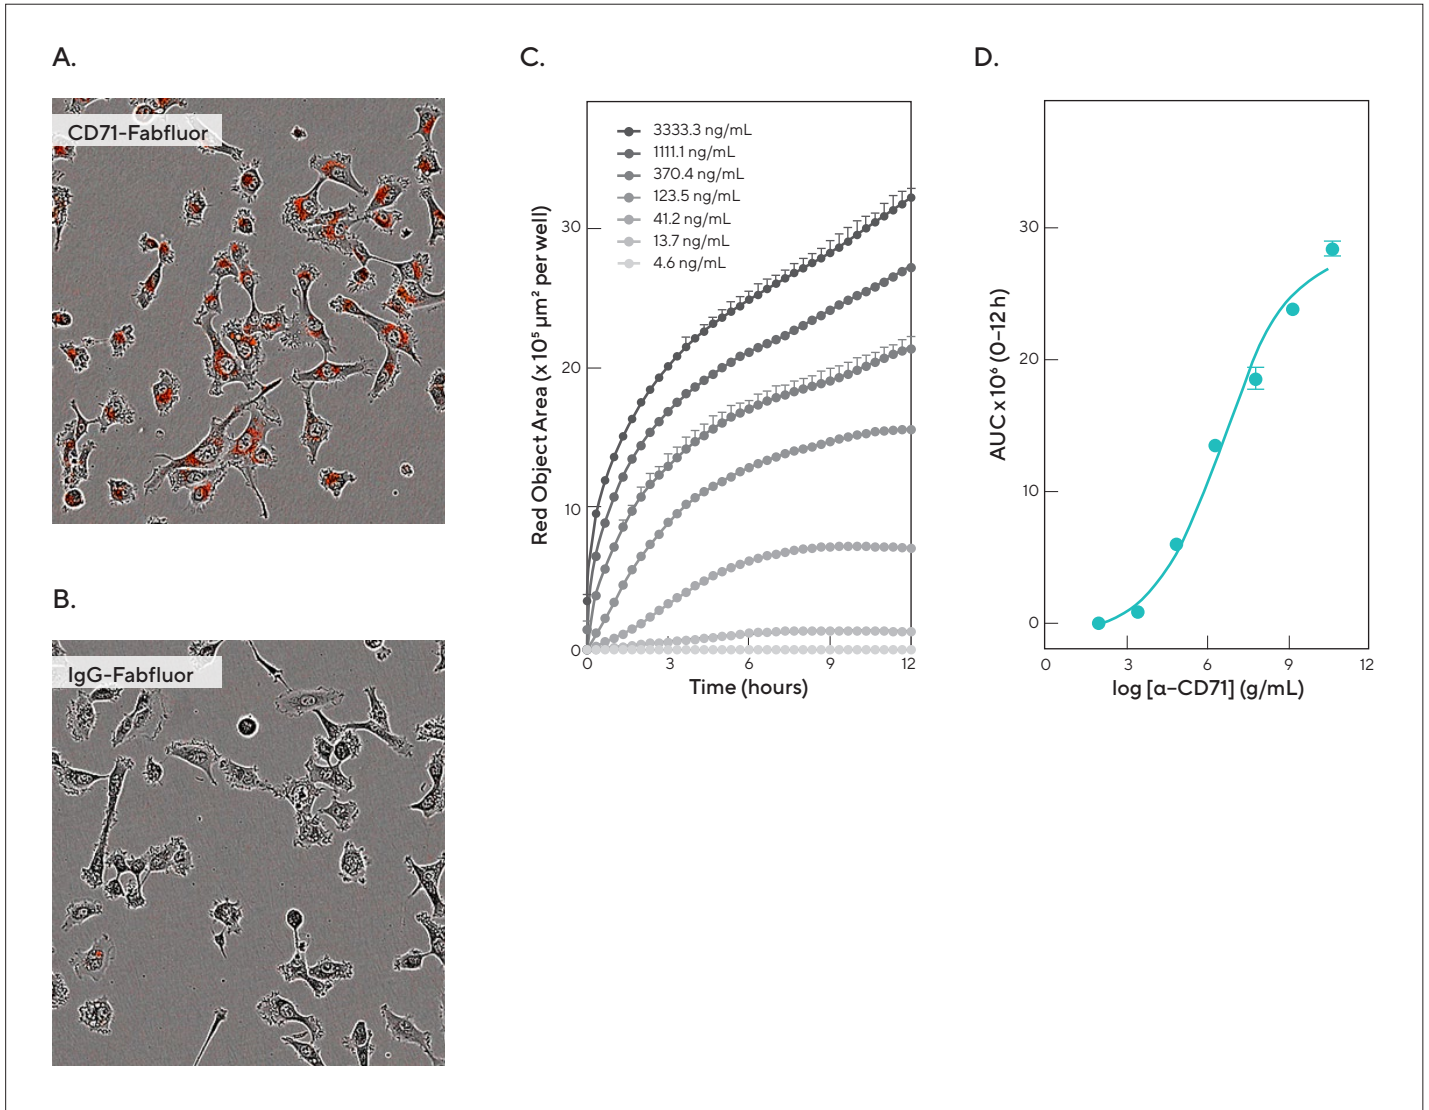 A.
CD71-Fabfluor
B.
IgG-Fabfluor
C.
3333.3 ng/mL
1111.1 ng/mL
370.4 ng/mL
123.5 ng/mL
41.2 ng/mL
13.7 ng/mL
4.6 ng/mL
Red Object Area (x 10⁵ µm² per well)
30
20
10
0
0 3 6 9 12
Time (hours)
D.
AUC x 10⁶ (0–12 h)
30
20
10
0
0 3 6 9 12
log [α–CD71] (g/mL)